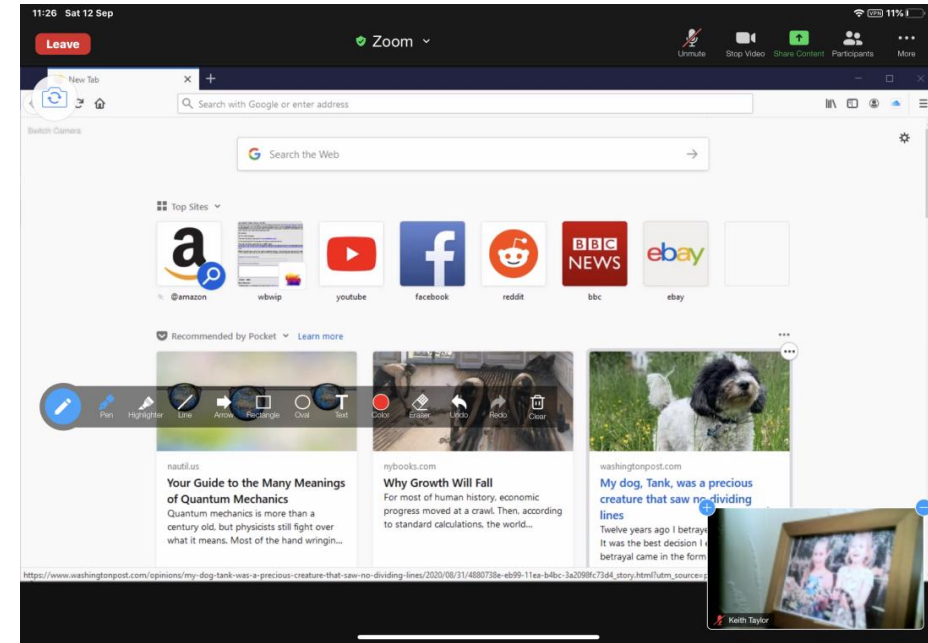 11:26 Sat 12 Sep
VPN 11%
Leave
Zoom
Unmute
Stop Video
Share Content
Participants
More
New Tab
Search with Google or enter address
Switch Camera
G Search the Web
Top Sites
a
BBC
NEWS
ebay
@amazon
wbwip
youtube
facebook
reddit
bbc
ebay
Recommended by Pocket
Learn more
Pen
Highlighter
Line
Arrow
Rectangle
Oval
Text
Color
Eraser
Undo
Redo
Clear
nautil.us
Your Guide to the Many Meanings
of Quantum Mechanics
Quantum mechanics is more than a
century old, but physicists still fight over
what it means. Most of the hand wringin...
nybooks.com
Why Growth Will Fall
For most of human history, economic
progress moved at a crawl. Then, according
to standard calculations, the world...
washingtonpost.com
My dog, Tank, was a precious
creature that saw no dividing
lines
Twelve years ago I betraye
It was the best decision I
betrayal came in the form
https://www.washingtonpost.com/opinions/my-dog-tank-was-a-precious-creature-that-saw-no-dividing-lines/2020/08/31/4880738e-eb99-11ea-b4bc-3a2098fc73d4_story.html?utm_source=p
Keith Taylor